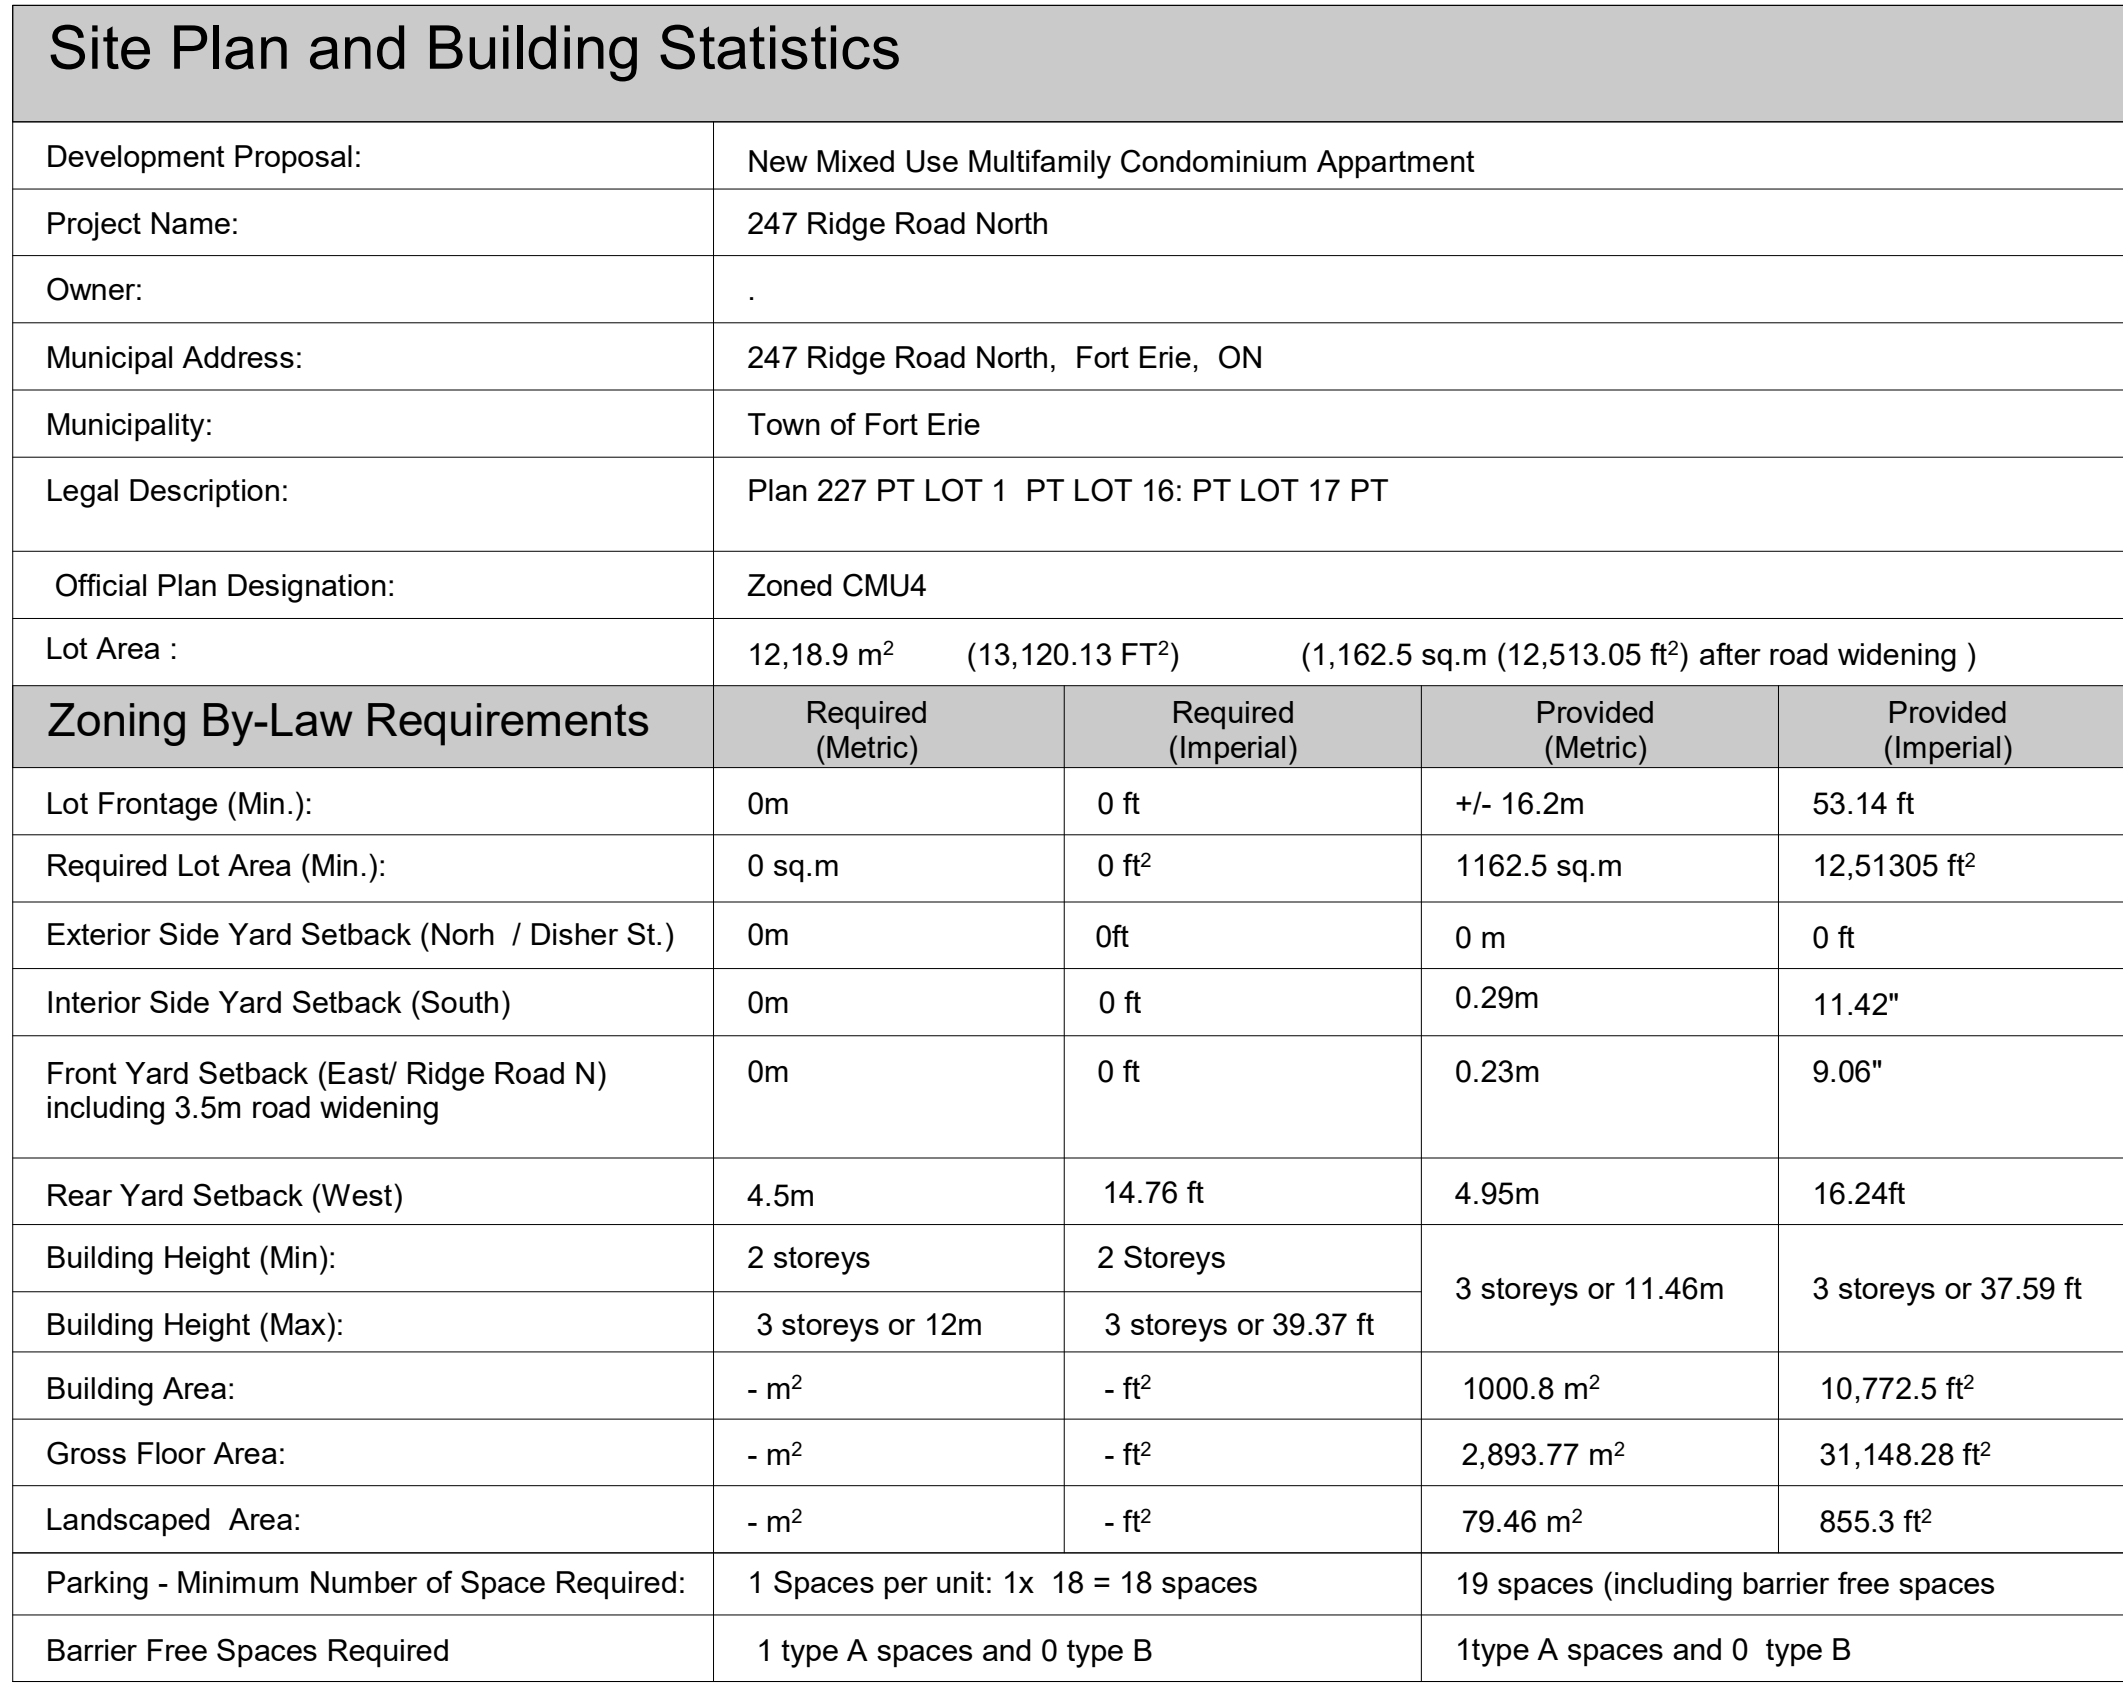 Site Plan and Building Statistics
Development Proposal: New Mixed Use Multifamily Condominium Appartment
Project Name: 247 Ridge Road North
Owner: .
Municipal Address: 247 Ridge Road North, Fort Erie, ON
Municipality: Town of Fort Erie
Legal Description: Plan 227 PT LOT 1 PT LOT 16: PT LOT 17 PT
Official Plan Designation: Zoned CMU4
Lot Area : 12,18.9 m² (13,120.13 FT²) (1,162.5 sq.m (12,513.05 ft²) after road widening )
Zoning By-Law Requirements Required (Metric) Required (Imperial) Provided (Metric) Provided (Imperial)
Lot Frontage (Min.): 0m 0 ft +/- 16.2m 53.14 ft
Required Lot Area (Min.): 0 sq.m 0 ft² 1162.5 sq.m 12,51305 ft²
Exterior Side Yard Setback (Norh / Disher St.) 0m 0ft 0 m 0 ft
Interior Side Yard Setback (South) 0m 0 ft 0.29m 11.42"
Front Yard Setback (East/ Ridge Road N) 0m 0 ft 0.23m 9.06"
including 3.5m road widening
Rear Yard Setback (West) 4.5m 14.76 ft 4.95m 16.24ft
Building Height (Min): 2 storeys 2 Storeys
3 storeys or 11.46m 3 storeys or 37.59 ft
Building Height (Max): 3 storeys or 12m 3 storeys or 39.37 ft
Building Area: - m² - ft² 1000.8 m² 10,772.5 ft²
Gross Floor Area: - m² - ft² 2,893.77 m² 31,148.28 ft²
Landscaped Area: - m² - ft² 79.46 m² 855.3 ft²
Parking - Minimum Number of Space Required: 1 Spaces per unit: 1x 18 = 18 spaces 19 spaces (including barrier free spaces
Barrier Free Spaces Required 1 type A spaces and 0 type B 1type A spaces and 0 type B